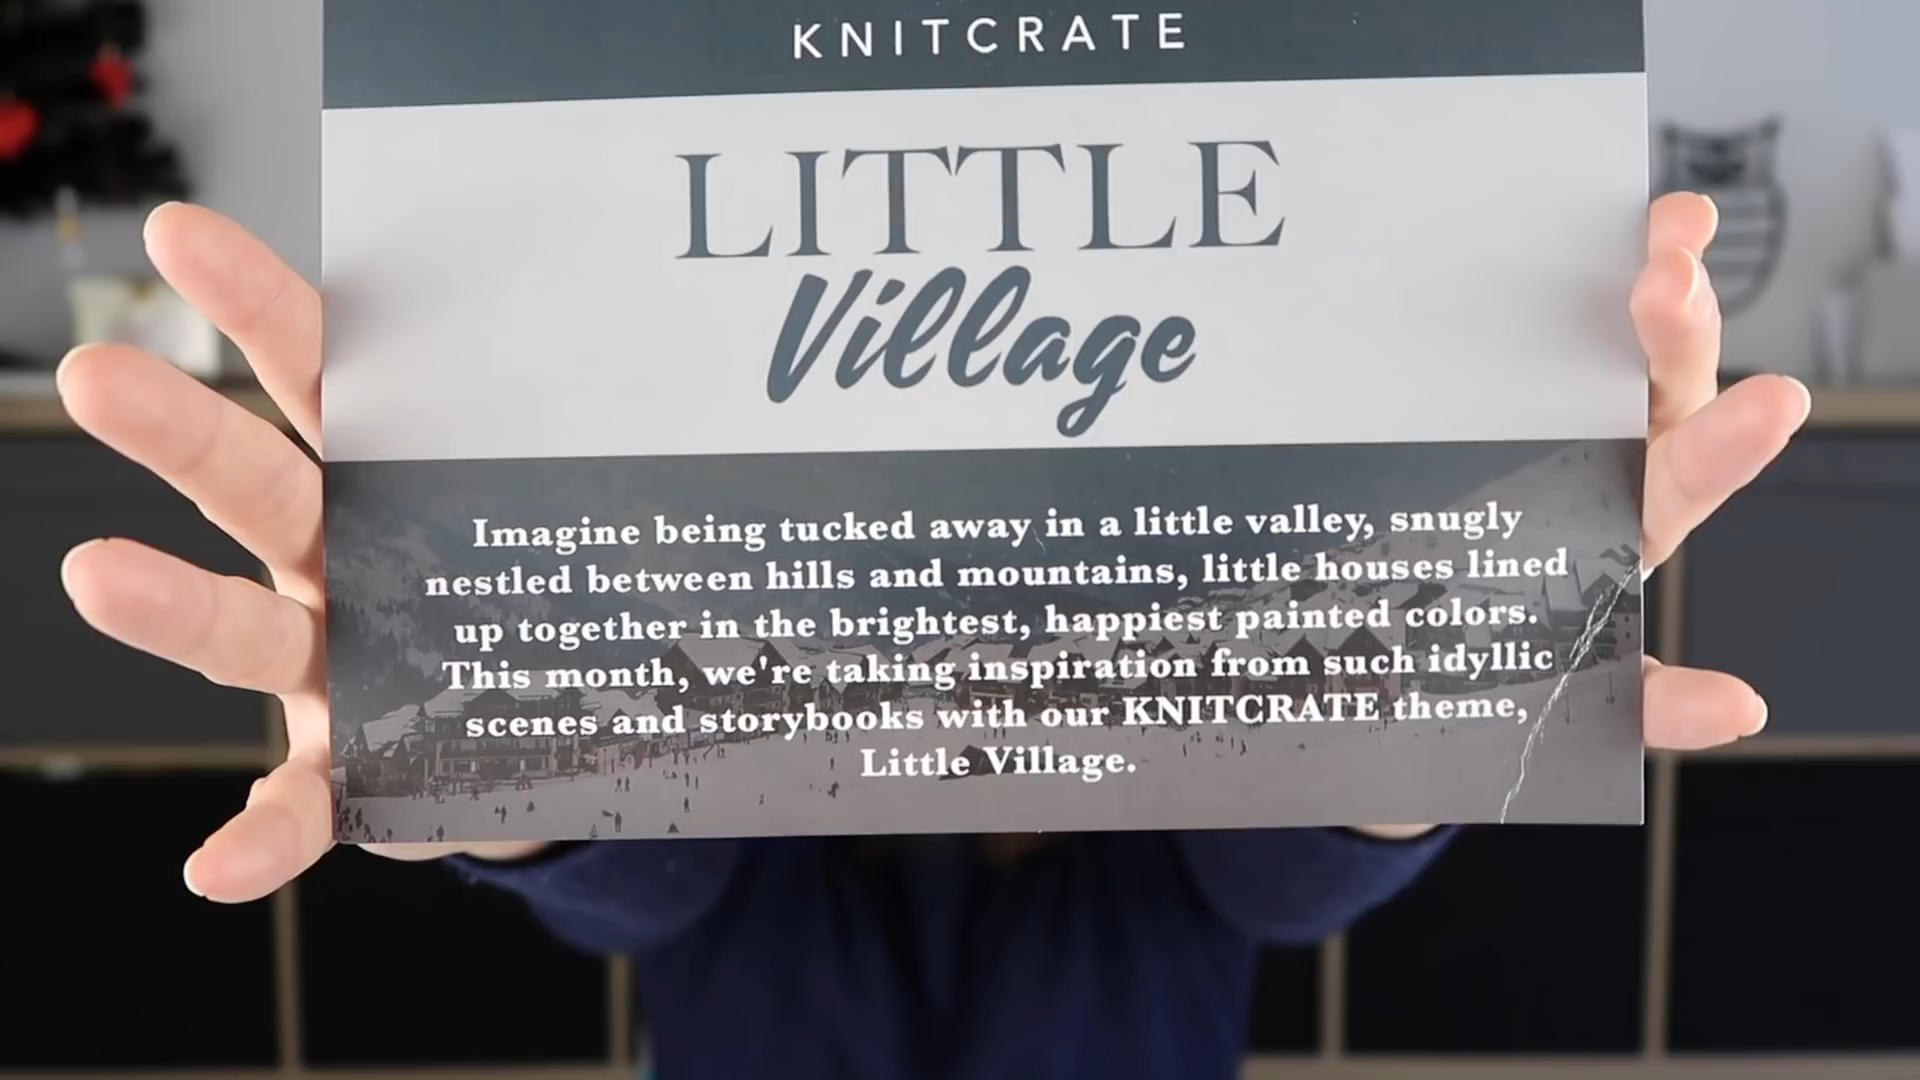 KNITCRATE
LITTLE
Village
Imagine being tucked away in a little valley, snugly
nestled between hills and mountains, little houses lined
up together in the brightest, happiest painted colors.
This month, we're taking inspiration from such idyllic
scenes and storybooks with our KNITCRATE theme,
Little Village.